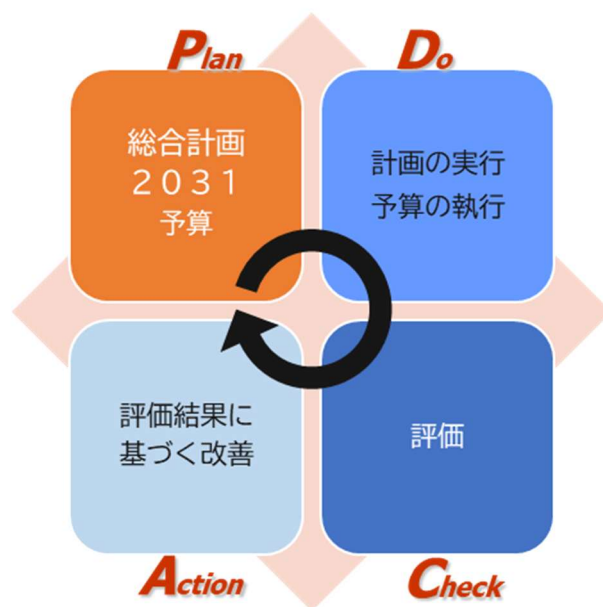 Plan
総合計画
２０３１
予算
Do
計画の実行
予算の執行
評価結果に
基づく改善
Action
評価
Check